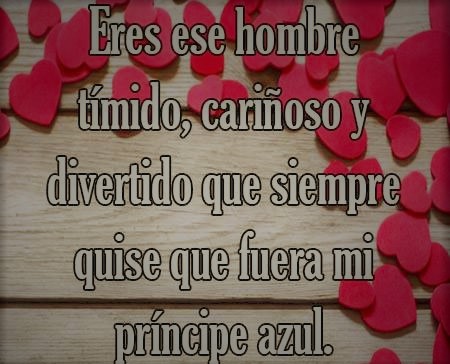 Eres ese hombre
tímido, cariñoso y
divertido que siempre
quise que fuera mi
príncipe azul.